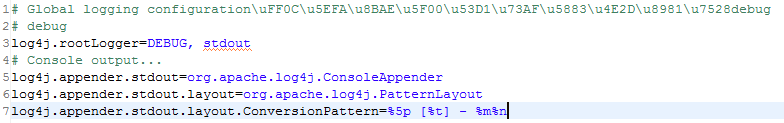 1# Global logging configuration\uFF0C\u5EFA\u8BAE\u5F00\u53D1\u73AF\u5883\u4E2D\u8981\u7528debug
2# debug
3log4j.rootLogger=DEBUG, stdout
4# Console output...
5log4j.appender.stdout=org.apache.log4j.ConsoleAppender
6log4j.appender.stdout.layout=org.apache.log4j.PatternLayout
7log4j.appender.stdout.layout.ConversionPattern=%5p [%t] - %m%n